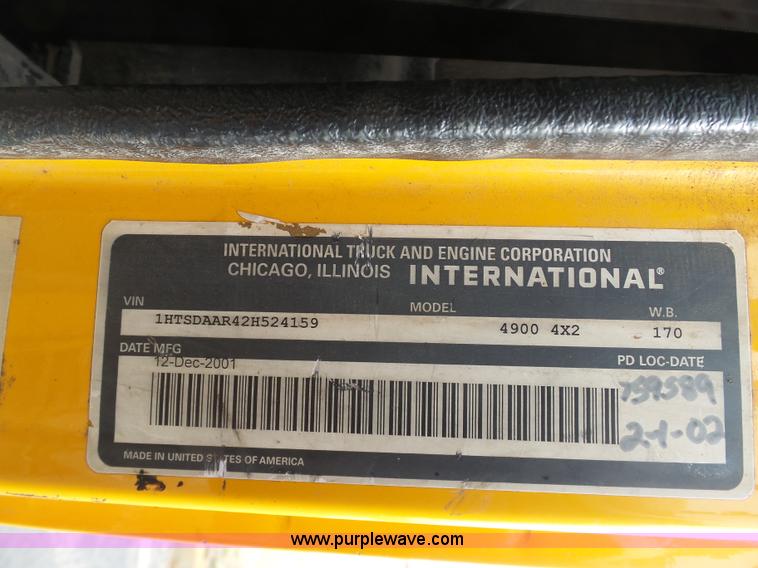 INTERNATIONAL TRUCK AND ENGINE CORPORATION
CHICAGO, ILLINOIS INTERNATIONAL®
VIN MODEL W.B.
1HTSDAAR42H524159 4900 4X2 170
DATE MFG PD LOC-DATE
12-Dec-2001
759589
2-1-02
MADE IN UNITED STATES OF AMERICA
www.purplewave.com